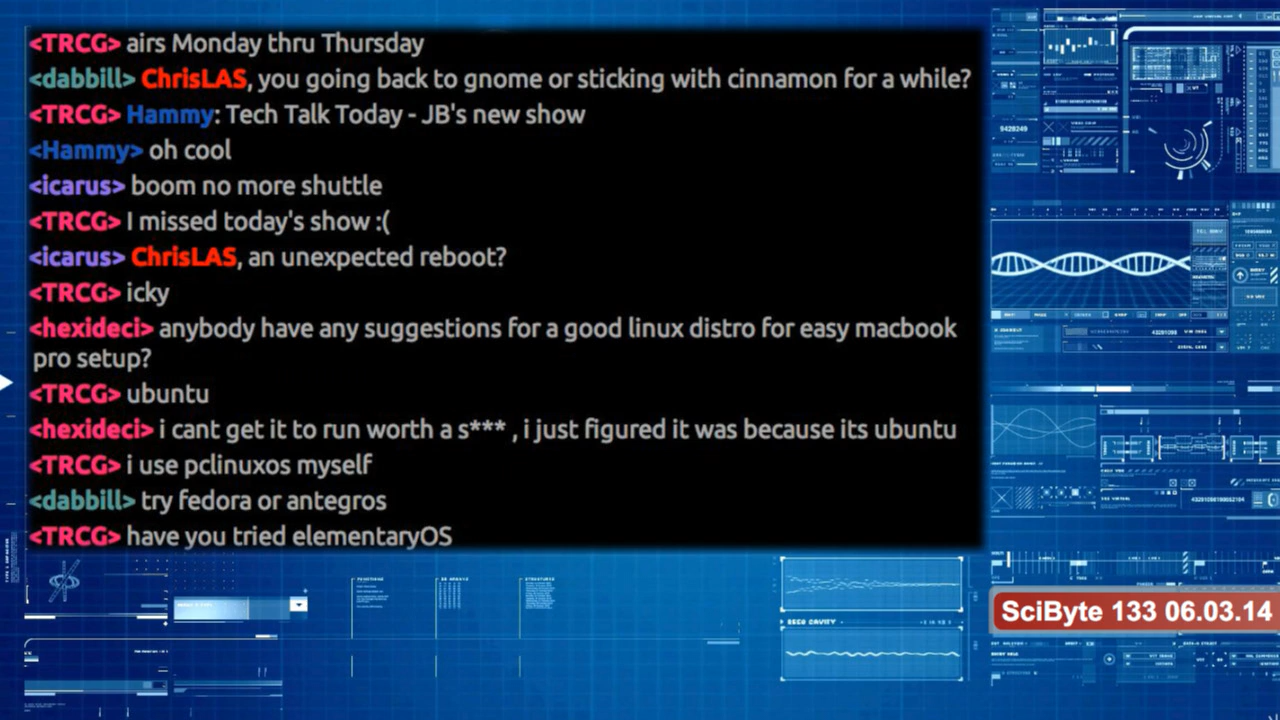 <TRCG> airs Monday thru Thursday
<dabbill> ChrisLAS, you going back to gnome or sticking with cinnamon for a while?
<TRCG> Hammy: Tech Talk Today - JB's new show
<Hammy> oh cool
<icarus> boom no more shuttle
<TRCG> I missed today's show :(
<icarus> ChrisLAS, an unexpected reboot?
<TRCG> icky
<hexideci> anybody have any suggestions for a good linux distro for easy macbook
pro setup?
<TRCG> ubuntu
<hexideci> i cant get it to run worth a s*** , i just figured it was because its ubuntu
<TRCG> i use pclinuxos myself
<dabbill> try fedora or antegros
<TRCG> have you tried elementaryOS
9428249
SciByte 133 06.03.14